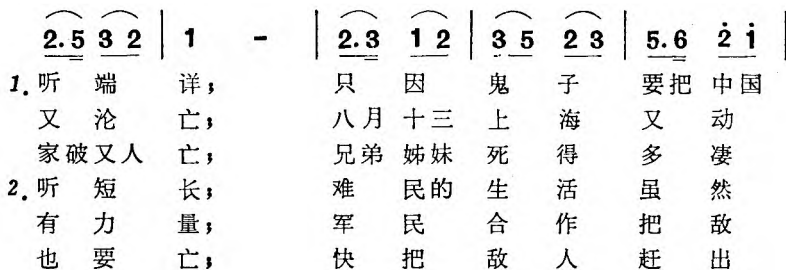 2.5 3 2 | 1 - | 2.3 1 2 | 3 5 2 3 | 5.6 2̇ 1̇
1. 听 端 详； 只 因 鬼 子 要把 中国
又 沦 亡； 八月 十三 上 海 又 动
家破又人 亡； 兄弟 姊妹 死 得 多 凄
2. 听 短 长； 难 民的 生 活 虽 然
有 力 量； 军 民 合 作 把 敌
也 要 亡； 快 把 敌 人 赶 出